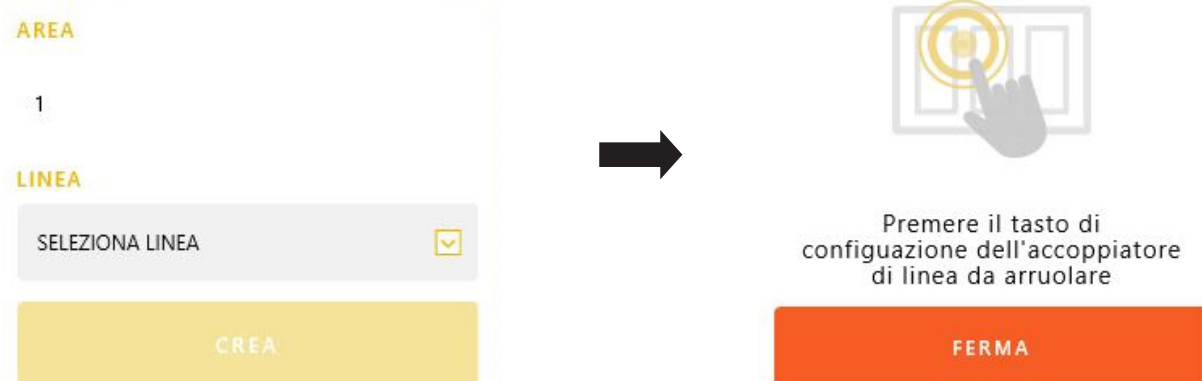 AREA
1
LINEA
SELEZIONA LINEA
CREA
Premere il tasto di
configuazione dell'accoppiatore
di linea da arruolare
FERMA